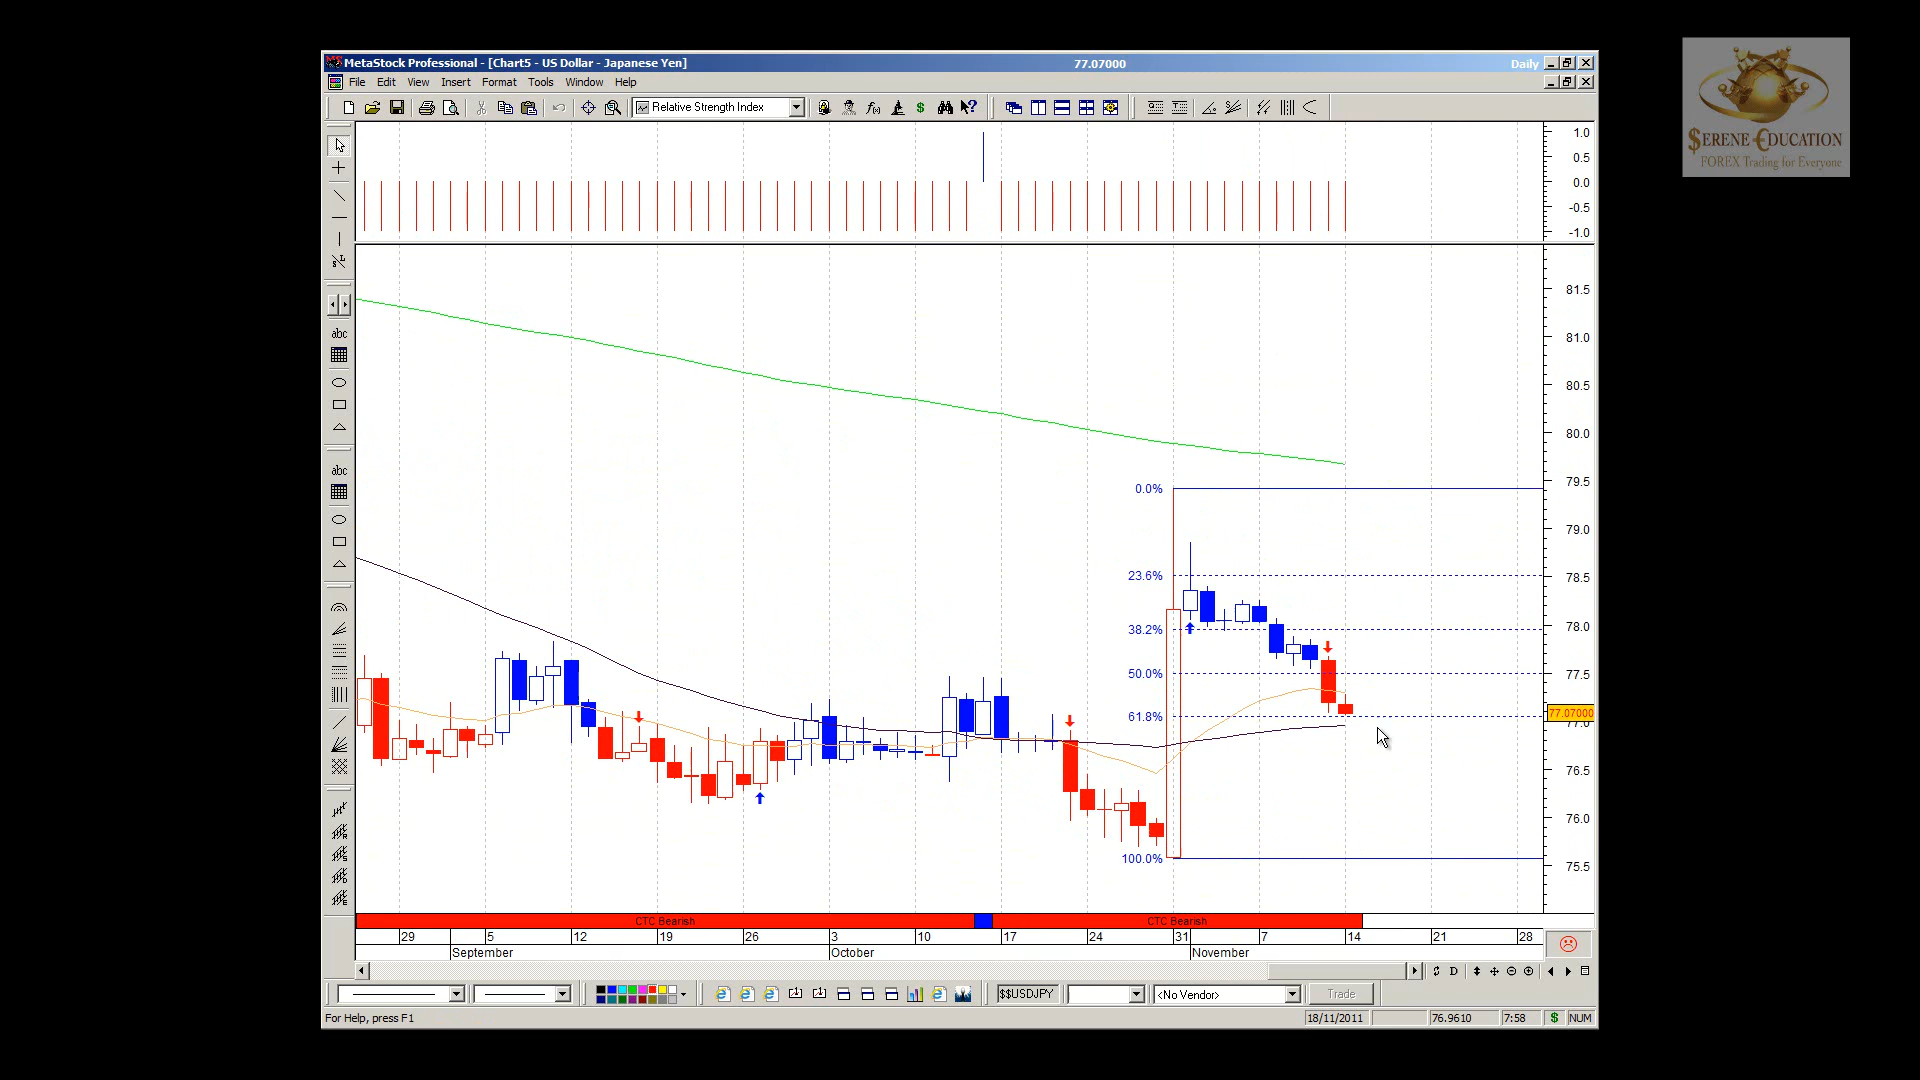 MetaStock Professional - [Chart5 - US Dollar - Japanese Yen] 77.07000 Daily
File Edit View Insert Format Tools Window Help
Relative Strength Index
SERENE EDUCATION
FOREX Trading for Everyone
1.0
0.5
0.0
-0.5
-1.0
abc
abc
81.5
81.0
80.5
80.0
79.5
79.0
78.5
78.0
77.5
77.0
77.07000
76.5
76.0
75.5
0.0%
23.6%
38.2%
50.0%
61.8%
100.0%
CTC Bearish CTC Bearish
29 5 12 19 26 3 10 17 24 31 7 14 21 28
September October November
D
$$USDJPY <No Vendor> Trade
For Help, press F1 18/11/2011 76.9610 7:58 $ NUM